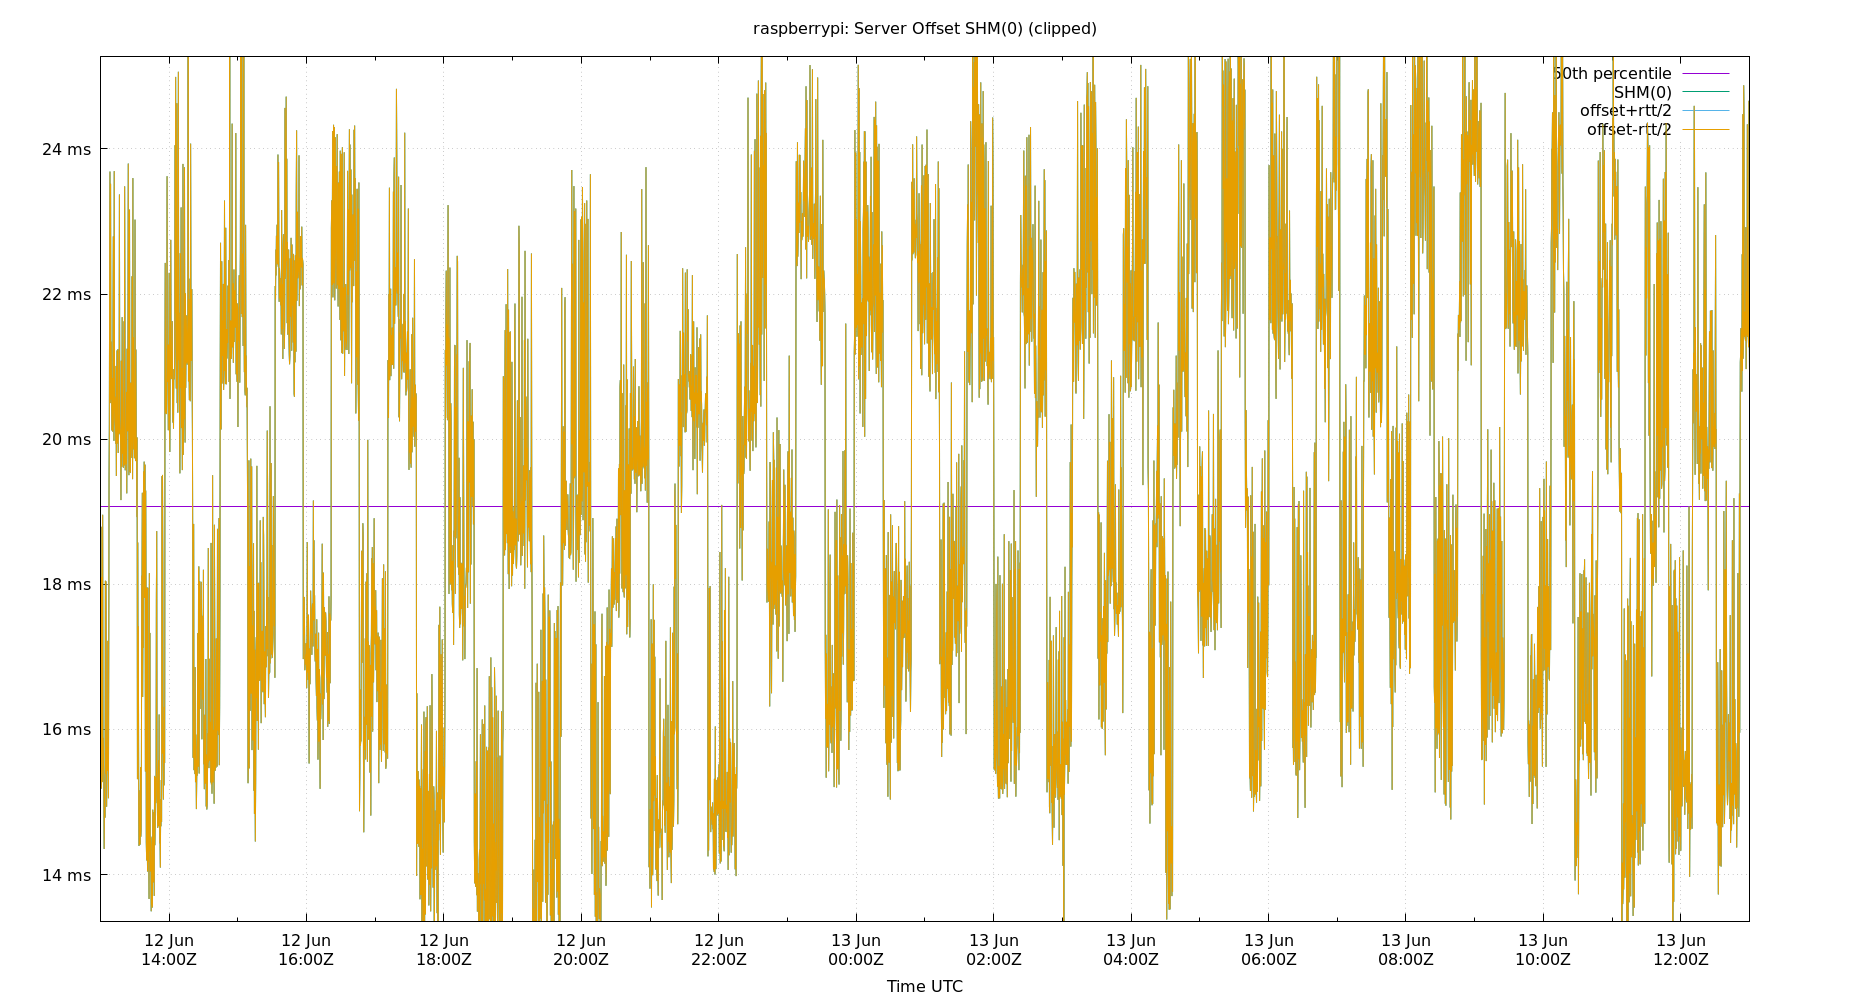 raspberrypi: Server Offset SHM(0) (clipped)
50th percentile
SHM(0)
offset+rtt/2
offset-rtt/2
24 ms
22 ms
20 ms
18 ms
16 ms
14 ms
12 Jun 12 Jun 12 Jun 12 Jun 12 Jun 13 Jun 13 Jun 13 Jun 13 Jun 13 Jun 13 Jun 13 Jun
14:00Z 16:00Z 18:00Z 20:00Z 22:00Z 00:00Z 02:00Z 04:00Z 06:00Z 08:00Z 10:00Z 12:00Z
Time UTC